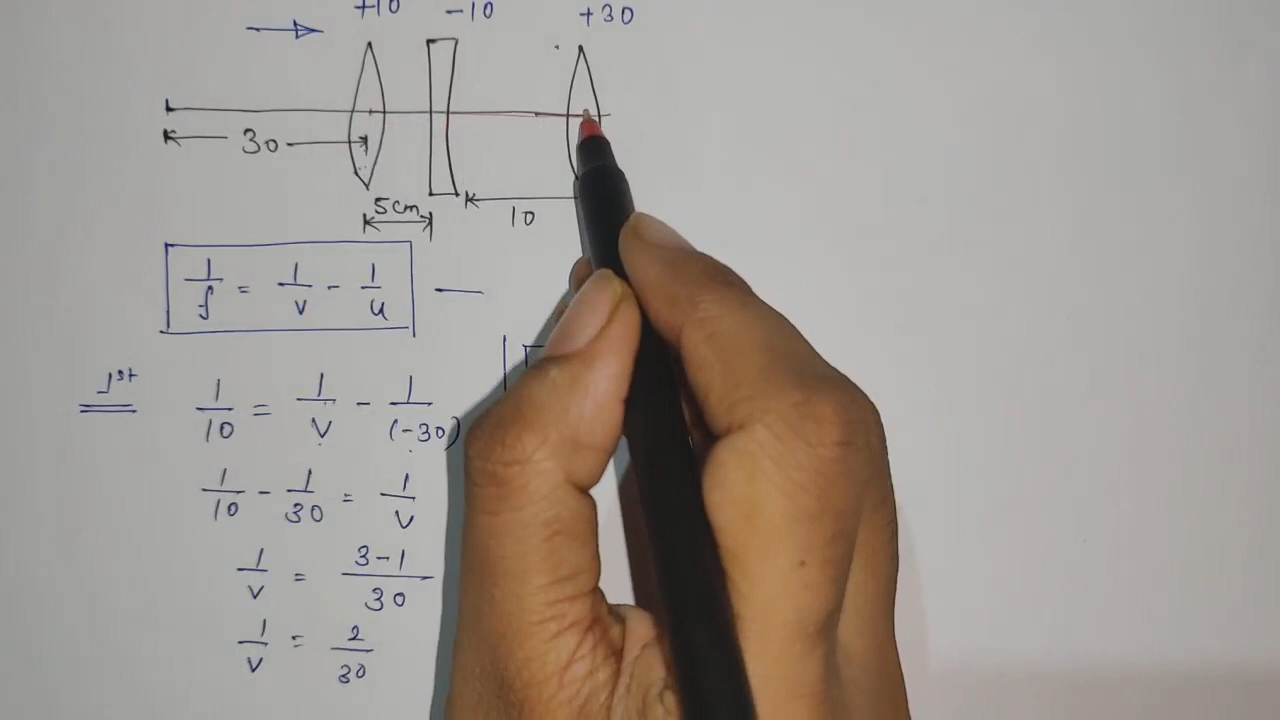 +10 -10 +30
30
5cm
10
1/f = 1/v - 1/u —
1st 1/10 = 1/v - 1/(-30)
1/10 - 1/30 = 1/v
1/v = 3-1/30
1/v = 2/30